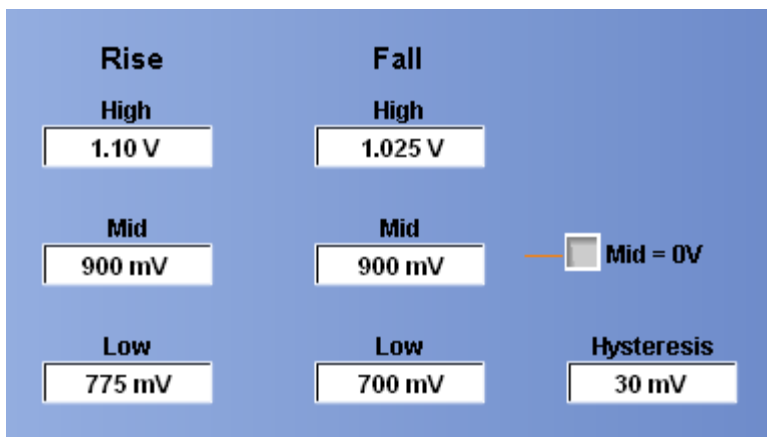 Rise Fall
High High
1.10 V 1.025 V
Mid Mid
900 mV 900 mV Mid = 0V
Low Low Hysteresis
775 mV 700 mV 30 mV